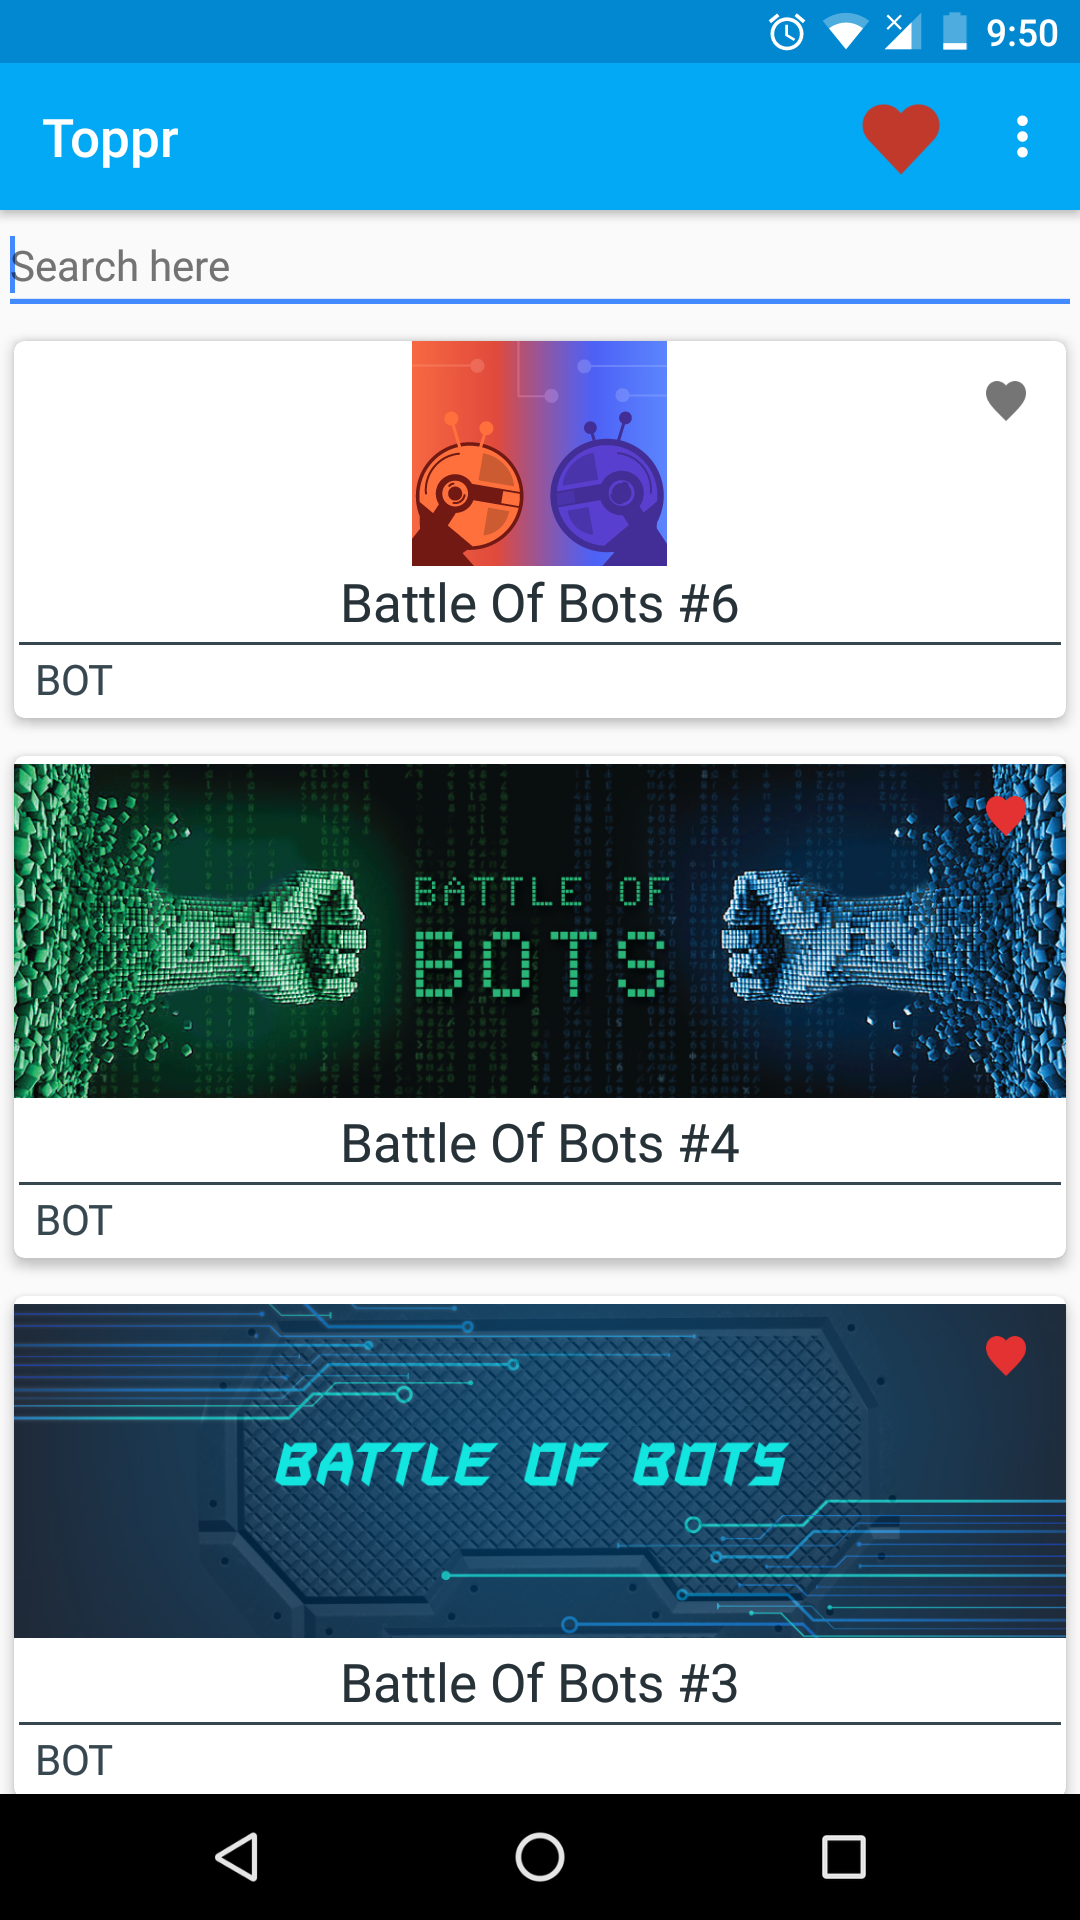 9:50
Toppr
Search here
Battle Of Bots #6
BOT
BATTLE OF
BOTS
Battle Of Bots #4
BOT
BATTLE OF BOTS
Battle Of Bots #3
BOT